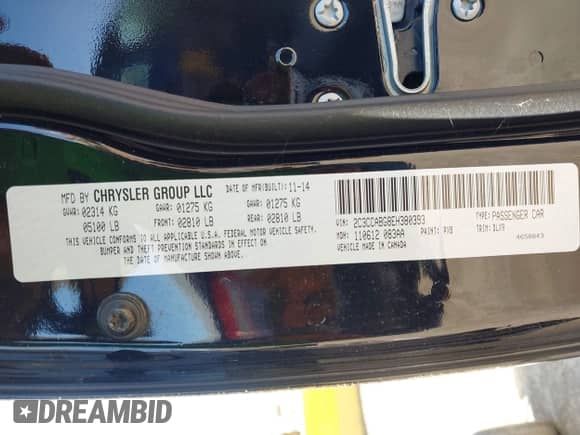 MFD BY CHRYSLER GROUP LLC DATE OF MFR(BUILT): 11-14
GVWR: 02314 KG GAWR: 01275 KG GAWR: 01275 KG
05100 LB FRONT: 02810 LB REAR: 02810 LB
THIS VEHICLE CONFORMS TO ALL APPLICABLE U.S.A. FEDERAL MOTOR VEHICLE SAFETY,
BUMPER AND THEFT PREVENTION STANDARDS IN EFFECT ON
THE DATE OF MANUFACTURE SHOWN ABOVE.
VIN: 2C3CCABG8EH380393 TYPE: PASSENGER CAR
MDH: 110612 083AA PAINT: PX8 TRIM: DLX9
MADE IN CANADA 4658843
DREAMBID